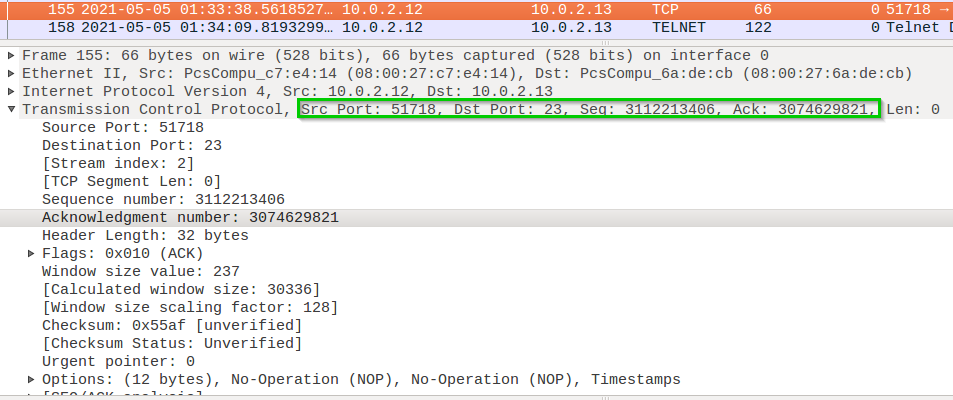 155 2021-05-05 01:33:38.5618527… 10.0.2.12 10.0.2.13 TCP 66 0 51718 →
158 2021-05-05 01:34:09.8193299… 10.0.2.12 10.0.2.13 TELNET 122 0 Telnet D
Frame 155: 66 bytes on wire (528 bits), 66 bytes captured (528 bits) on interface 0
Ethernet II, Src: PcsCompu_c7:e4:14 (08:00:27:c7:e4:14), Dst: PcsCompu_6a:de:cb (08:00:27:6a:de:cb)
Internet Protocol Version 4, Src: 10.0.2.12, Dst: 10.0.2.13
Transmission Control Protocol, Src Port: 51718, Dst Port: 23, Seq: 3112213406, Ack: 3074629821, Len: 0
Source Port: 51718
Destination Port: 23
[Stream index: 2]
[TCP Segment Len: 0]
Sequence number: 3112213406
Acknowledgment number: 3074629821
Header Length: 32 bytes
Flags: 0x010 (ACK)
Window size value: 237
[Calculated window size: 30336]
[Window size scaling factor: 128]
Checksum: 0x55af [unverified]
[Checksum Status: Unverified]
Urgent pointer: 0
Options: (12 bytes), No-Operation (NOP), No-Operation (NOP), Timestamps
[SEQ/ACK analysis]